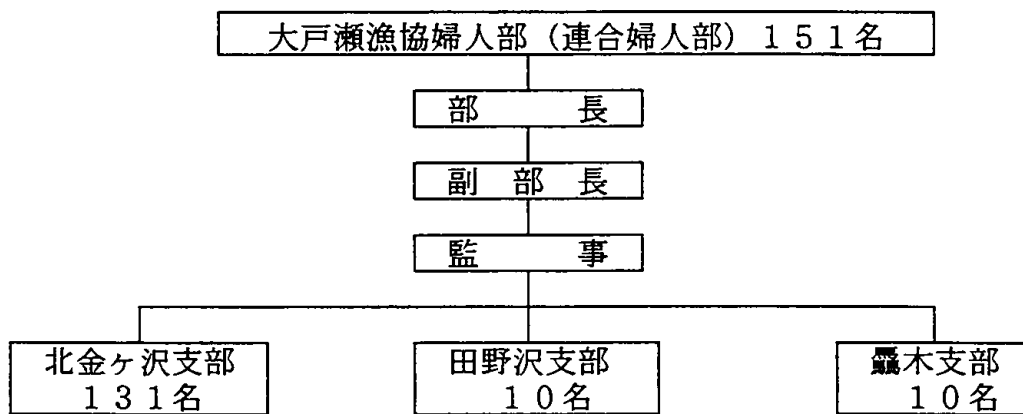 大戸瀬漁協婦人部（連合婦人部）１５１名
部　　長
副　部　長
監　　事
北金ヶ沢支部
１３１名
田野沢支部
１０名
驫木支部
１０名